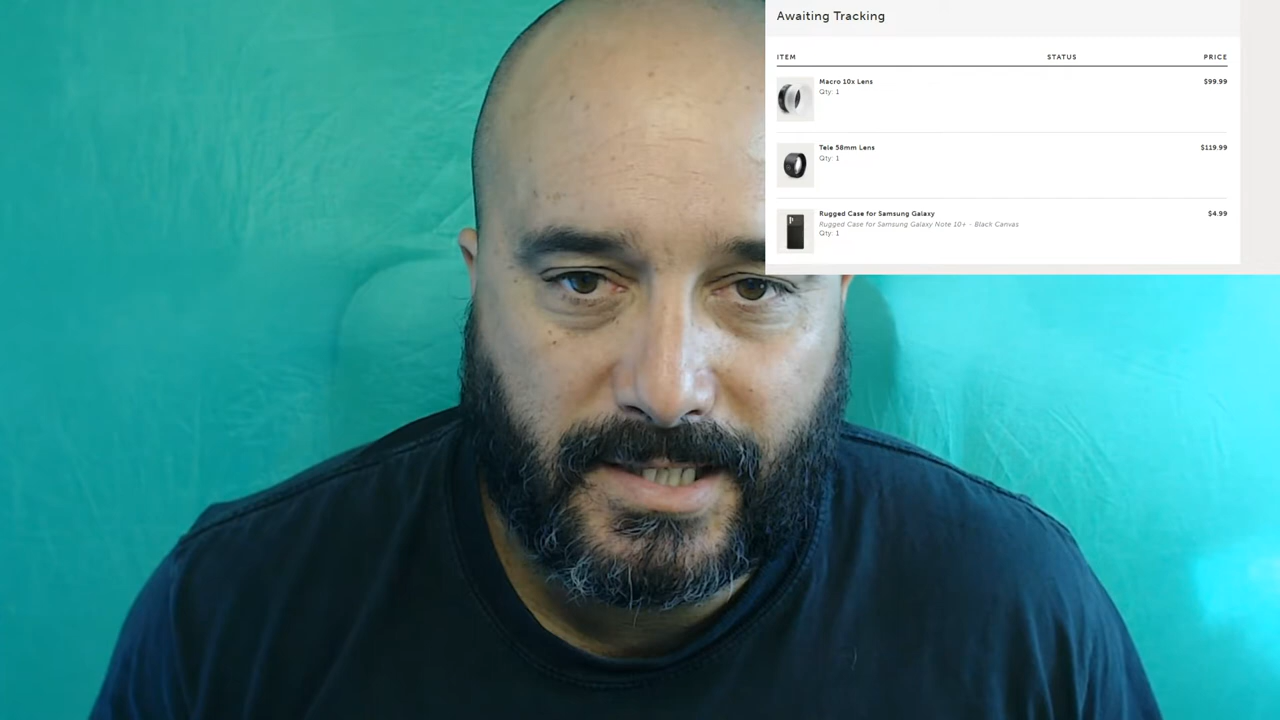 Awaiting Tracking
ITEM STATUS PRICE
Macro 10x Lens $99.99
Qty: 1
Tele 58mm Lens $119.99
Qty: 1
Rugged Case for Samsung Galaxy $4.99
Rugged Case for Samsung Galaxy Note 10+ - Black Canvas
Qty: 1